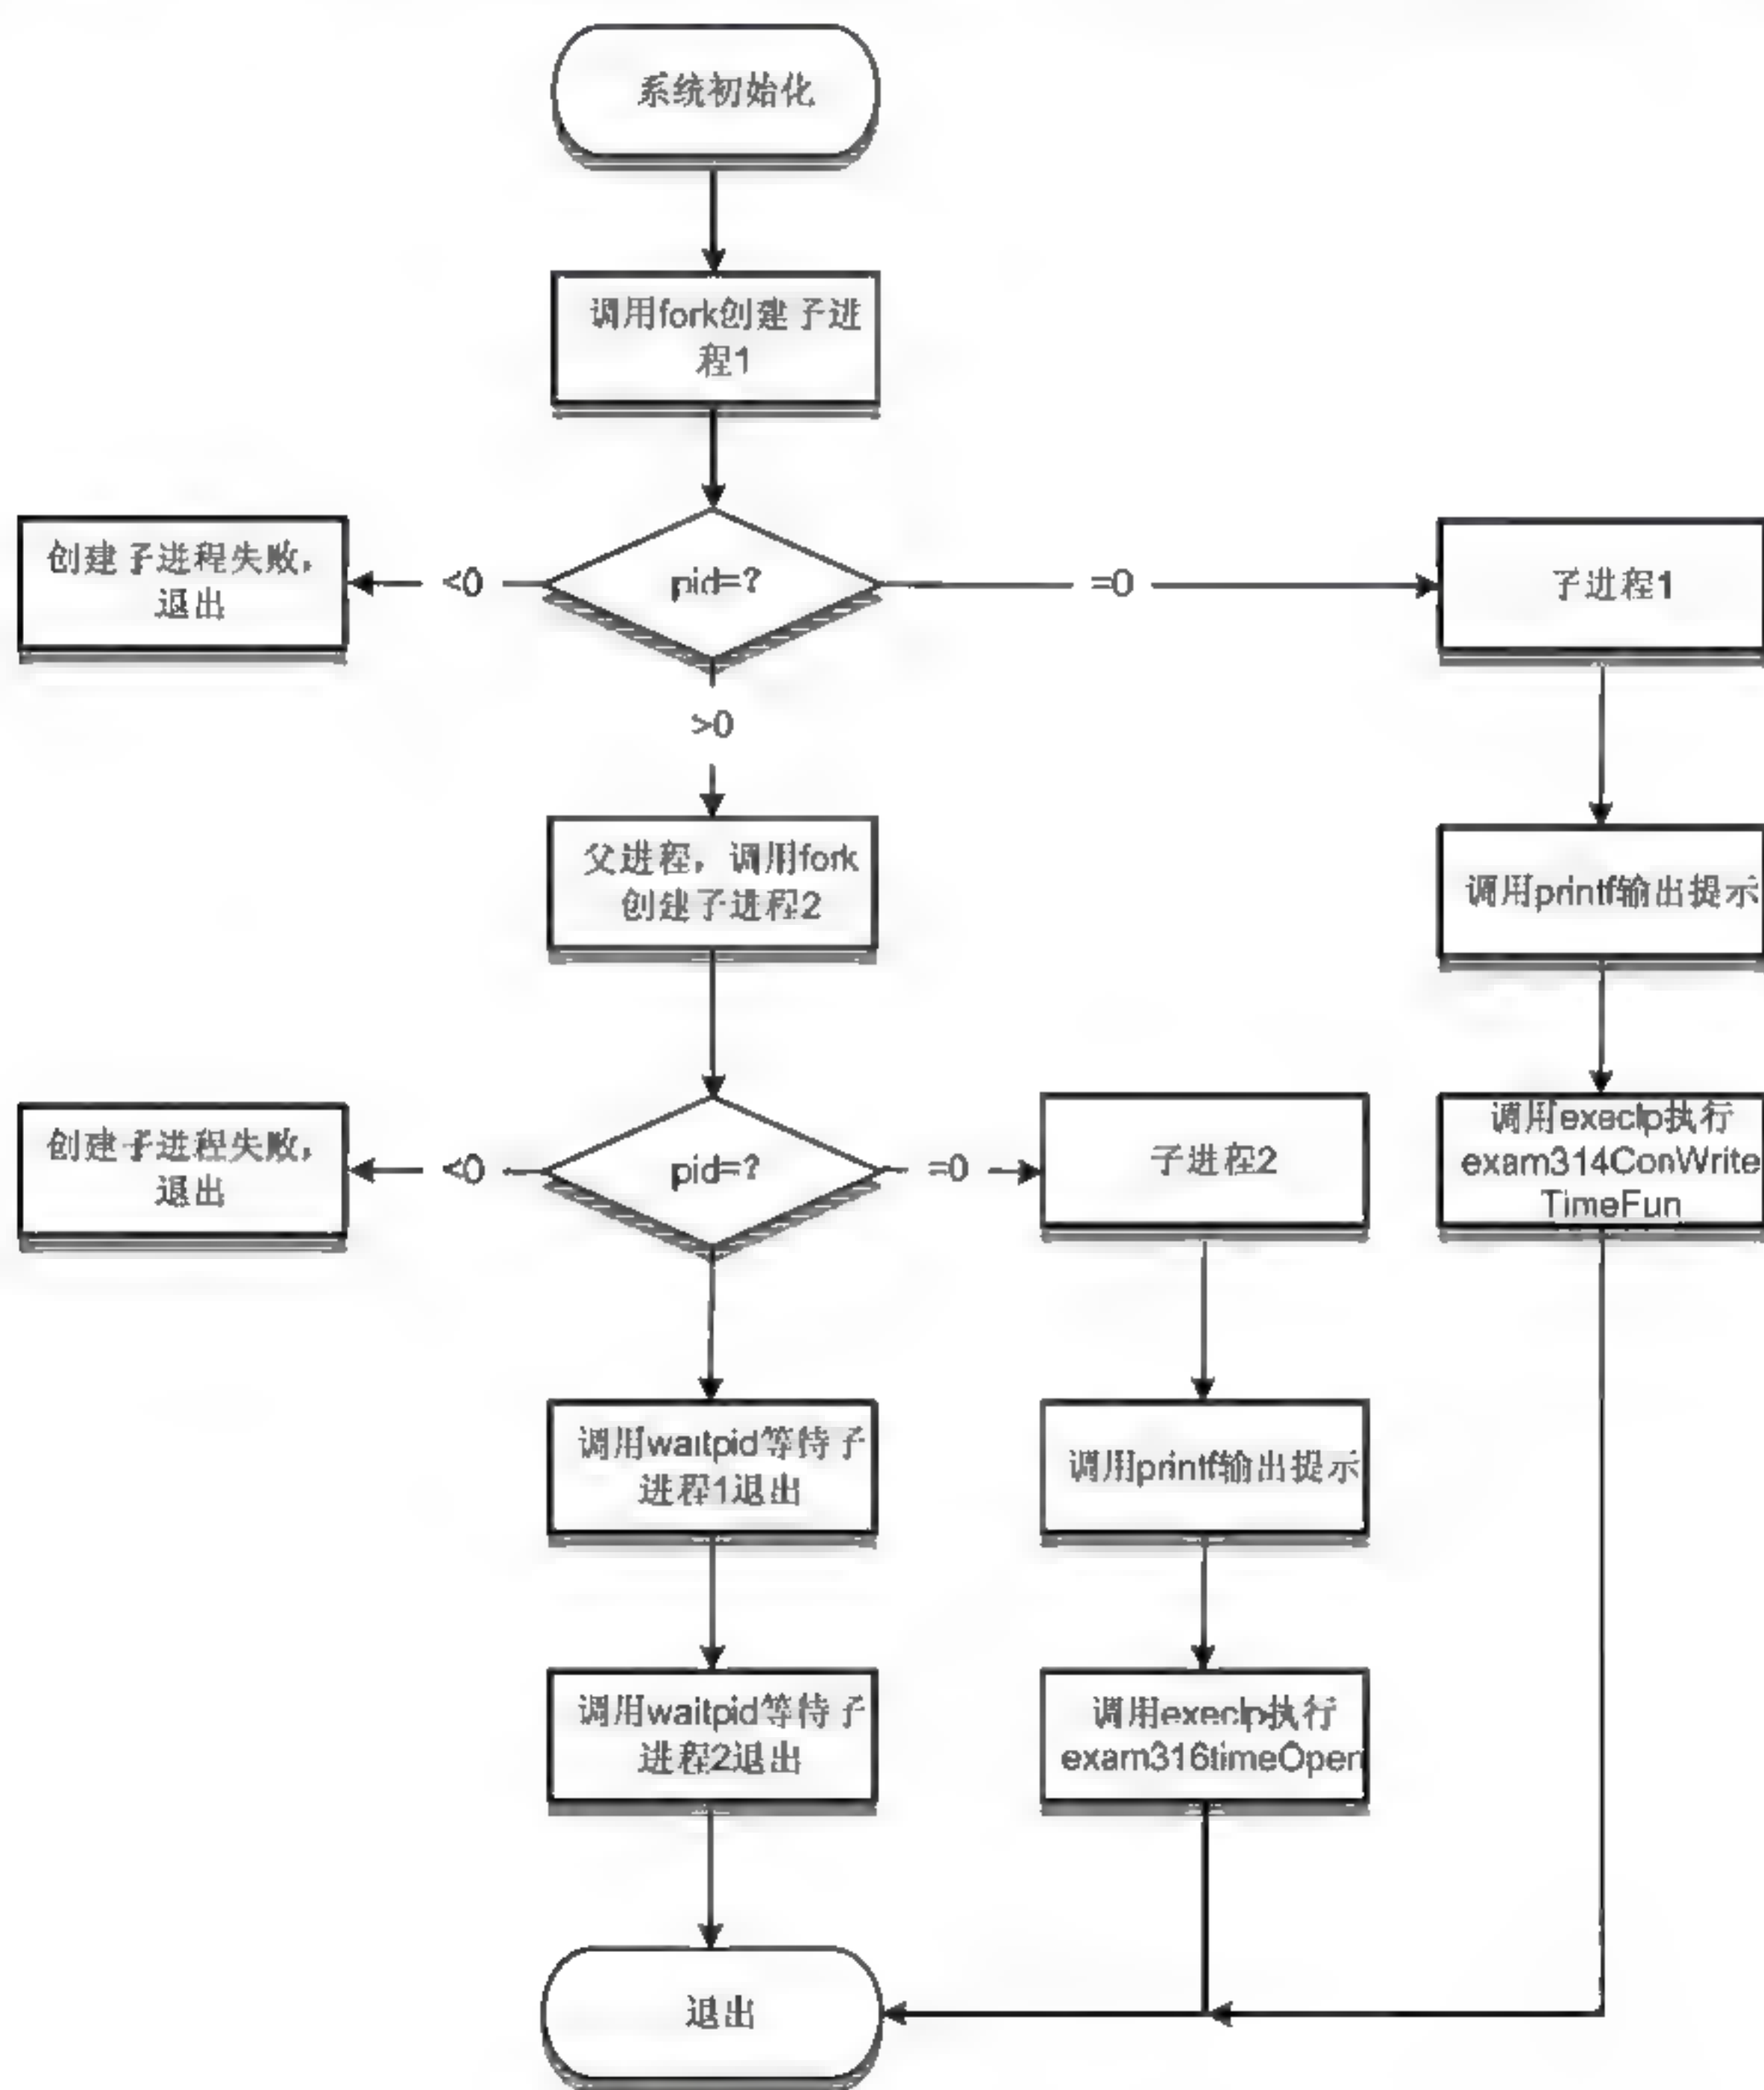 系统初始化
调用fork创建子进
程1
pid=?
<0
创建子进程失败，
退出
=0
子进程1
>0
父进程，调用fork
创建子进程2
调用printf输出提示
pid=?
<0
创建子进程失败，
退出
=0
子进程2
调用execlp执行
exam314ConWrite
TimeFun
调用waitpid等待子
进程1退出
调用printf输出提示
调用waitpid等待子
进程2退出
调用execlp执行
exam316timeOpen
退出